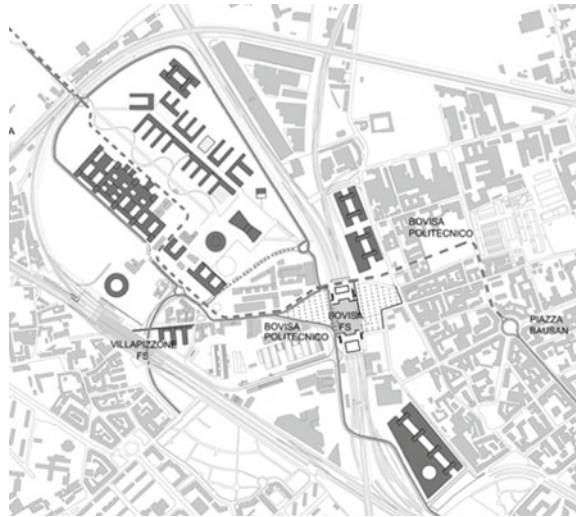 A
BOVISA
POLITECNICO
BOVISA
FS
BOVISA
POLITECNICO
PIAZZA
BAUSAN
VILLAPIZZONE
FS